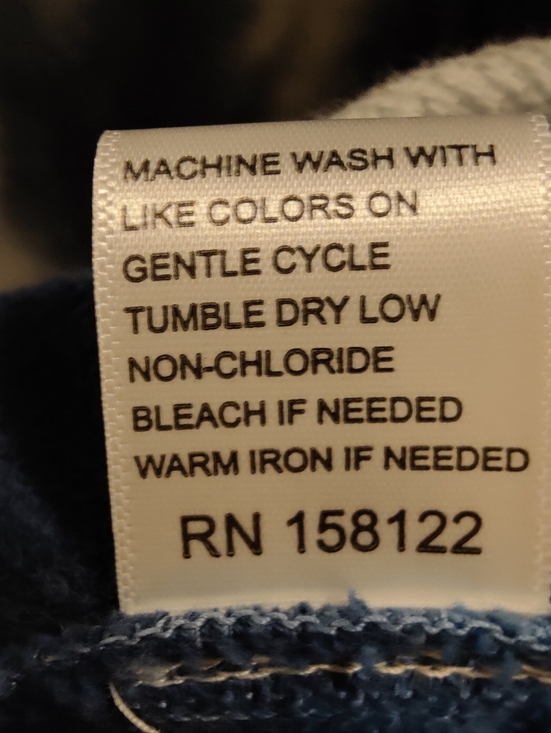 MACHINE WASH WITH
LIKE COLORS ON
GENTLE CYCLE
TUMBLE DRY LOW
NON-CHLORIDE
BLEACH IF NEEDED
WARM IRON IF NEEDED
RN 158122